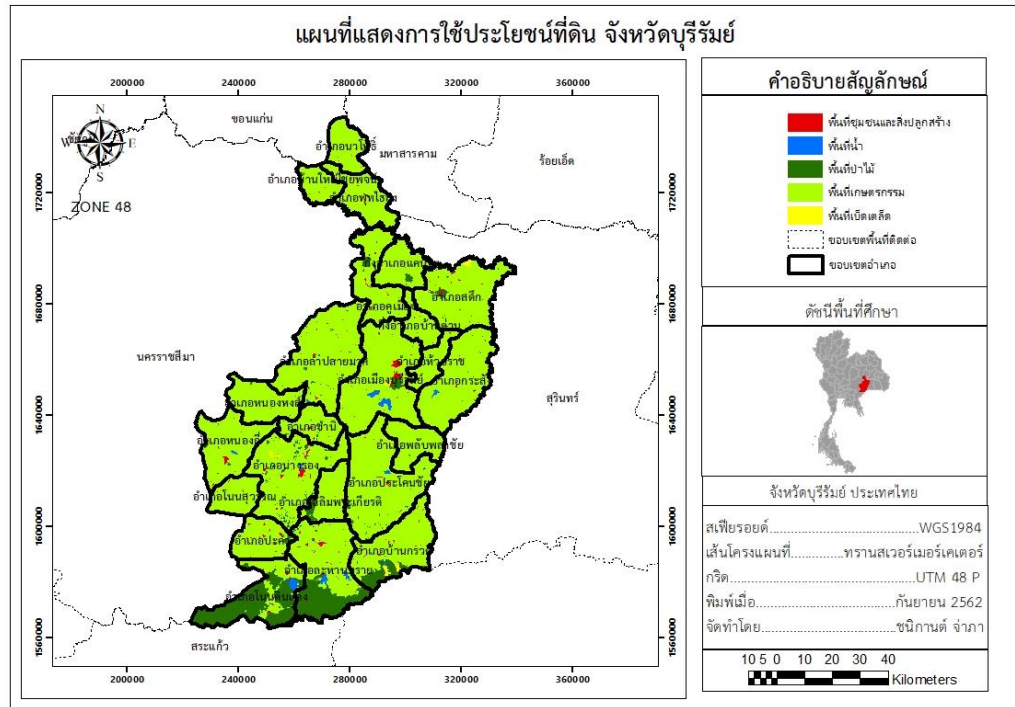 แผนที่แสดงการใช้ประโยชน์ที่ดิน จังหวัดบุรีรัมย์
200000 240000 280000 320000 360000
N
W E
S
ZONE 48
ขอนแก่น
มหาสารคาม
ร้อยเอ็ด
นครราชสีมา
สุรินทร์
สระแก้ว
อำเภอนาโพธิ์
อำเภอพุทไธสง
อำเภอสตึก
อำเภอคูเมือง
อำเภอลำปลายมาศ
อำเภอกระสัง
อำเภอหนองหงส์
อำเภอชำนิ
อำเภอหนองกี่
อำเภอนางรอง
อำเภอพลับพลาชัย
อำเภอประโคนชัย
อำเภอโนนสุวรรณ
อำเภอปะคำ
อำเภอบ้านกรวด
อำเภอละหานทราย
อำเภอโนนดินแดง
1720000 1720000
1680000 1680000
1640000 1640000
1600000 1600000
1560000 1560000
200000 240000 280000 320000 360000
คำอธิบายสัญลักษณ์
พื้นที่ชุมชนและสิ่งปลูกสร้าง
พื้นที่น้ำ
พื้นที่ป่าไม้
พื้นที่เกษตรกรรม
พื้นที่เบ็ดเตล็ด
ขอบเขตพื้นที่ติดต่อ
ขอบเขตอำเภอ
ดัชนีพื้นที่ศึกษา
จังหวัดบุรีรัมย์ ประเทศไทย
สเฟียรอยด์..........................WGS1984
เส้นโครงแผนที่...............ทรานสเวอร์เมอร์เคเตอร์
กริด................................UTM 48 P
พิมพ์เมื่อ...........................กันยายน 2562
จัดทำโดย..........................ชนิกานต์ จ่าภา
10 5 0 10 20 30 40
Kilometers